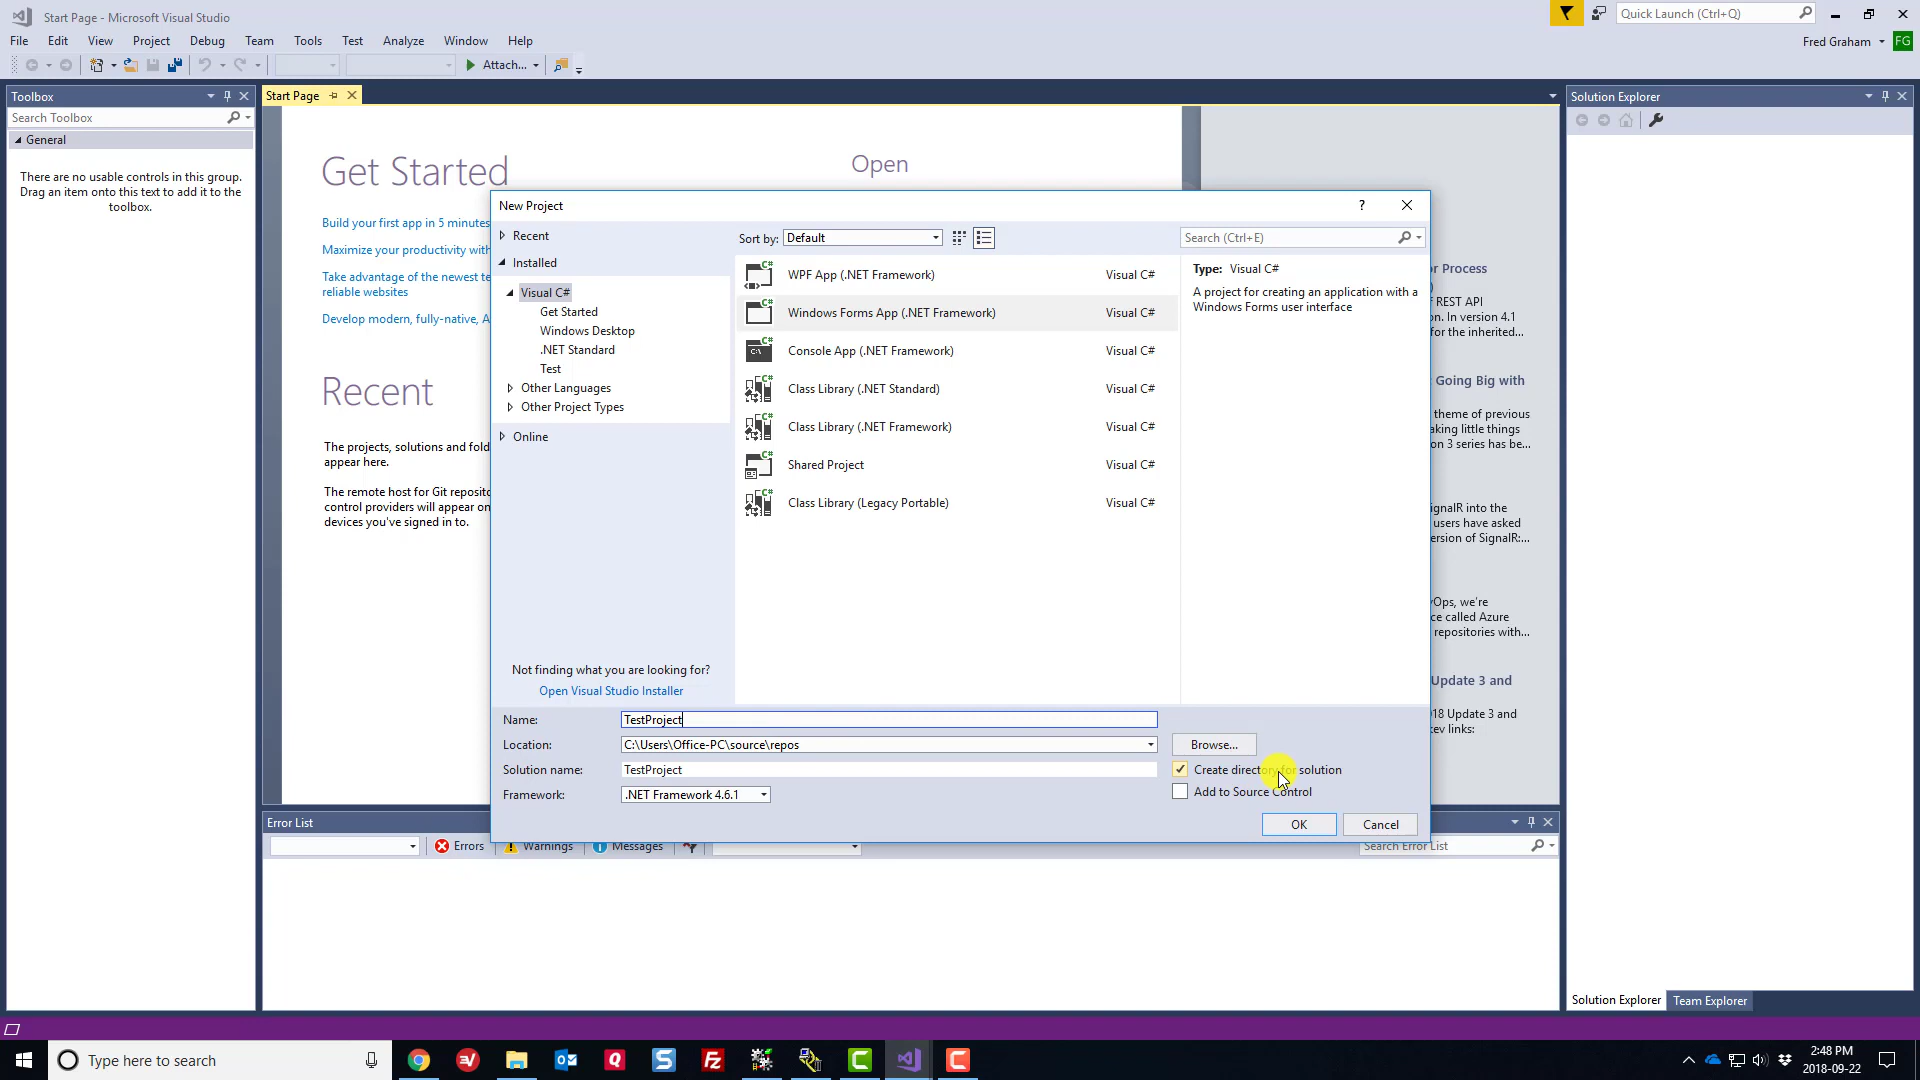 Start Page - Microsoft Visual Studio
Quick Launch (Ctrl+Q)
File Edit View Project Debug Team Tools Test Analyze Window Help
Fred Graham FG
Attach...
Toolbox
Start Page
Solution Explorer
Search Toolbox
General
There are no usable controls in this group.
Drag an item onto this text to add it to the
toolbox.
Get Started
Open
Build your first app in 5 minutes
Maximize your productivity with
Take advantage of the newest te
reliable websites
Develop modern, fully-native, A
Recent
The projects, solutions and fold
appear here.
The remote host for Git reposito
control providers will appear on
devices you've signed in to.
New Project
?
Recent
Installed
Visual C#
Get Started
Windows Desktop
.NET Standard
Test
Other Languages
Other Project Types
Online
Not finding what you are looking for?
Open Visual Studio Installer
Sort by: Default
Search (Ctrl+E)
WPF App (.NET Framework) Visual C#
Windows Forms App (.NET Framework) Visual C#
Console App (.NET Framework) Visual C#
Class Library (.NET Standard) Visual C#
Class Library (.NET Framework) Visual C#
Shared Project Visual C#
Class Library (Legacy Portable) Visual C#
Type: Visual C#
A project for creating an application with a
Windows Forms user interface
Name: TestProject
Location: C:\Users\Office-PC\source\repos
Browse...
Solution name: TestProject
Create directory for solution
Framework: .NET Framework 4.6.1
Add to Source Control
OK Cancel
or Process
f REST API
on. In version 4.1
for the inherited...
Going Big with
theme of previous
aking little things
on 3 series has be...
ignalR into the
users have asked
ersion of SignalR:...
vOps, we're
ce called Azure
repositories with...
Update 3 and
018 Update 3 and
ev links:
Error List
Errors Warnings Messages
Search Error List
Solution Explorer Team Explorer
Type here to search
2:48 PM
2018-09-22